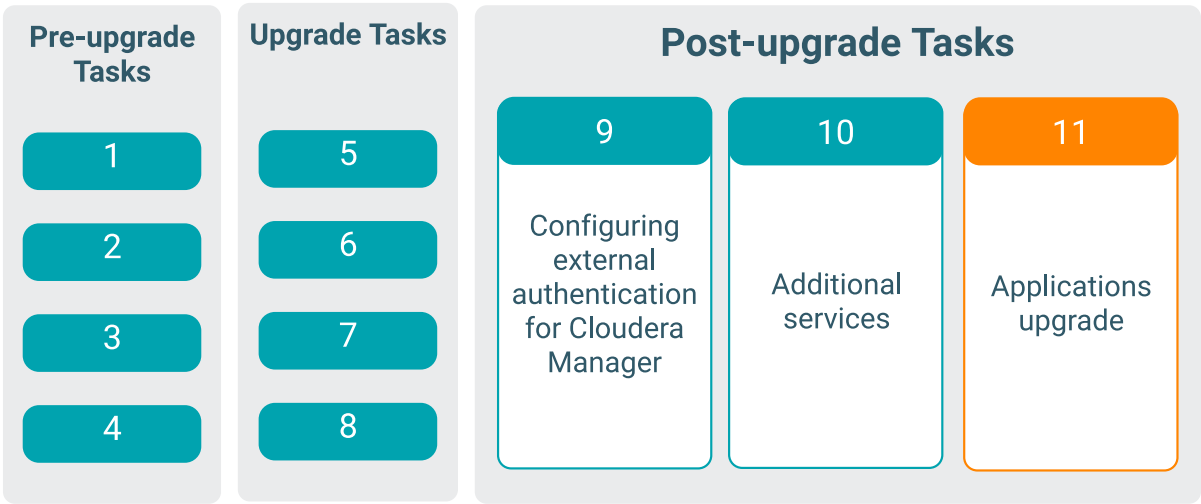 Pre-upgrade
Tasks
1
2
3
4
Upgrade Tasks
5
6
7
8
Post-upgrade Tasks
9
Configuring
external
authentication
for Cloudera
Manager
10
Additional
services
11
Applications
upgrade